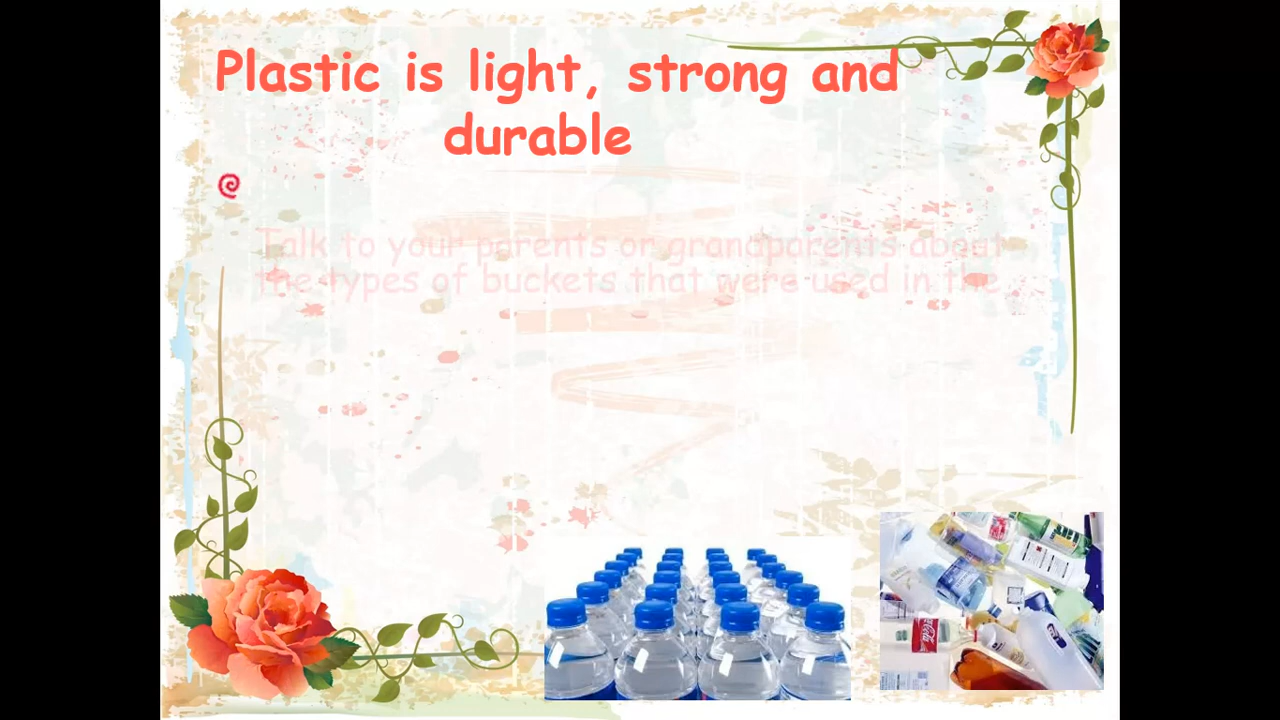 Plastic is light, strong and
durable
Talk to your parents or grandparents about
the types of buckets that were used in the